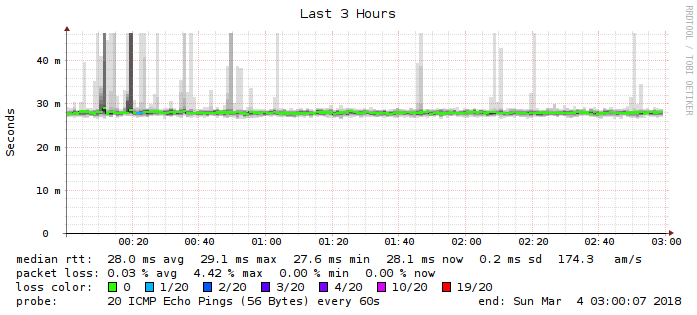 Last 3 Hours
RRDTOOL / TOBI OETIKER
Seconds
40 m
30 m
20 m
10 m
0
00:20 00:40 01:00 01:20 01:40 02:00 02:20 02:40 03:00
median rtt: 28.0 ms avg 29.1 ms max 27.6 ms min 28.1 ms now 0.2 ms sd 174.3 am/s
packet loss: 0.03 % avg 4.42 % max 0.00 % min 0.00 % now
loss color: 0 1/20 2/20 3/20 4/20 10/20 19/20
probe: 20 ICMP Echo Pings (56 Bytes) every 60s end: Sun Mar 4 03:00:07 2018